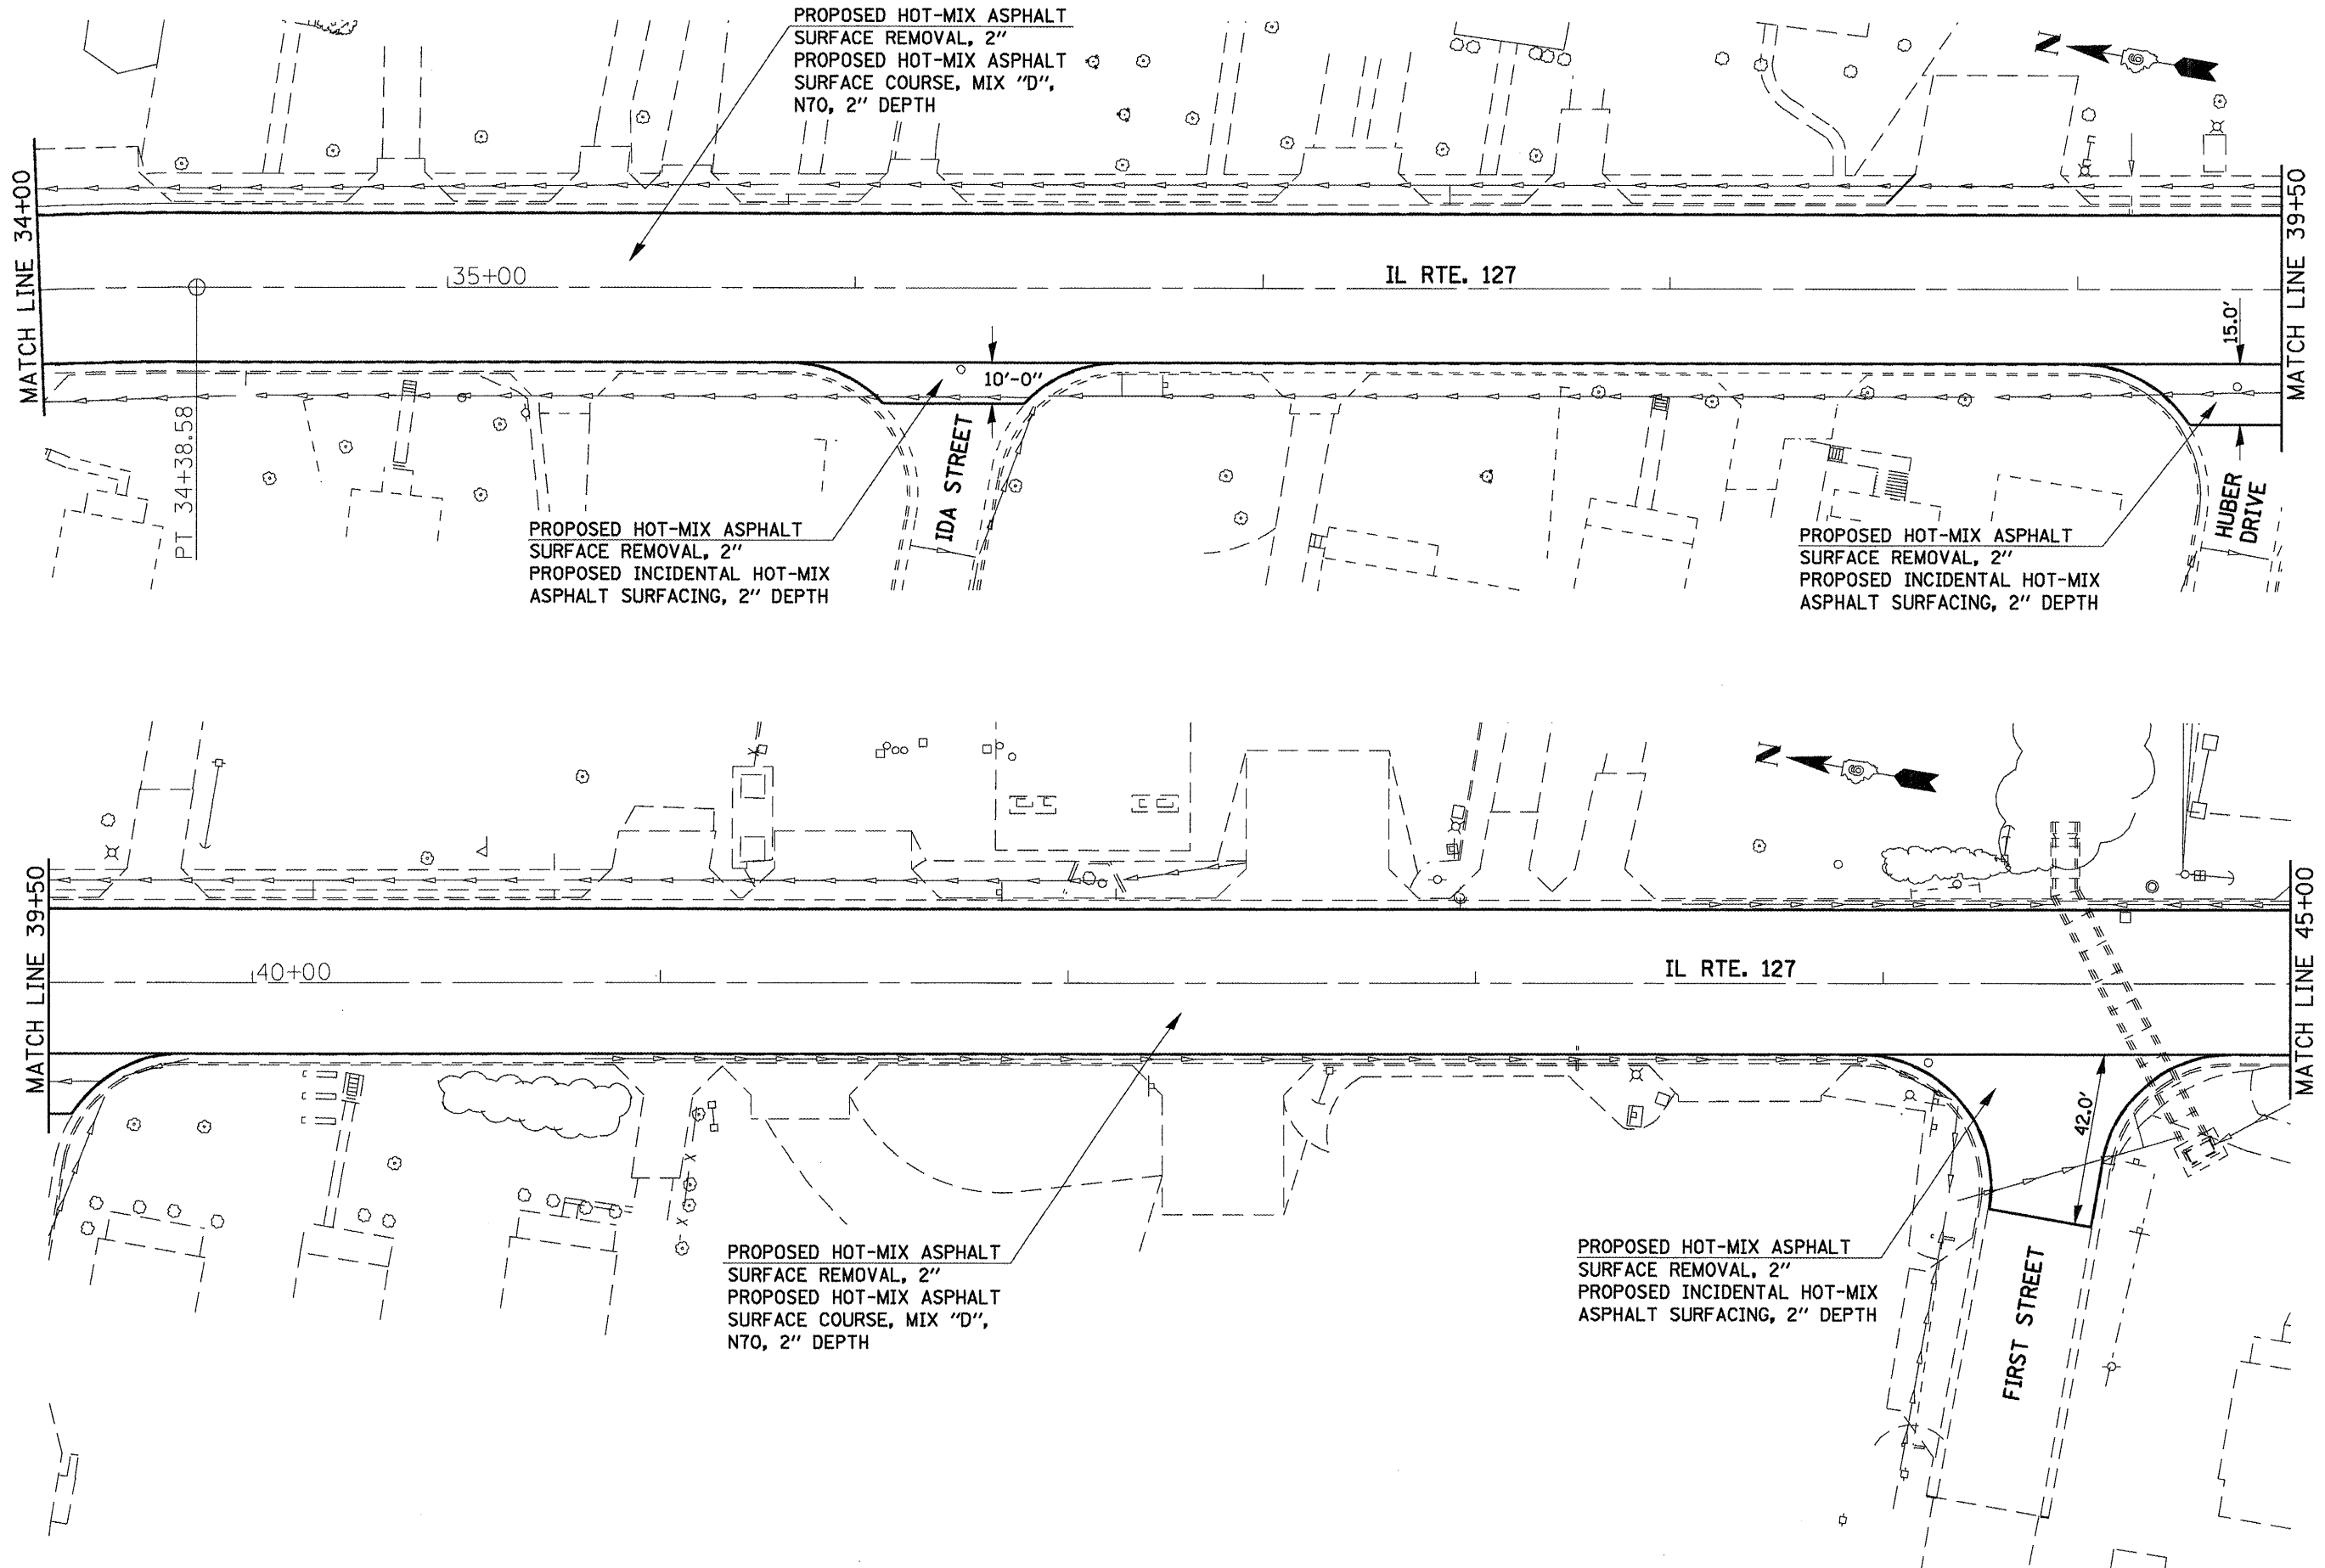 PROPOSED HOT-MIX ASPHALT
SURFACE REMOVAL, 2"
PROPOSED HOT-MIX ASPHALT
SURFACE COURSE, MIX "D",
N70, 2" DEPTH
N
MATCH LINE 34+00
35+00
IL RTE. 127
15.0'
MATCH LINE 39+50
10'-0"
PT 34+38.58
IDA STREET
HUBER
DRIVE
PROPOSED HOT-MIX ASPHALT
SURFACE REMOVAL, 2"
PROPOSED INCIDENTAL HOT-MIX
ASPHALT SURFACING, 2" DEPTH
PROPOSED HOT-MIX ASPHALT
SURFACE REMOVAL, 2"
PROPOSED INCIDENTAL HOT-MIX
ASPHALT SURFACING, 2" DEPTH
N
MATCH LINE 39+50
40+00
IL RTE. 127
MATCH LINE 45+00
42.0'
PROPOSED HOT-MIX ASPHALT
SURFACE REMOVAL, 2"
PROPOSED HOT-MIX ASPHALT
SURFACE COURSE, MIX "D",
N70, 2" DEPTH
PROPOSED HOT-MIX ASPHALT
SURFACE REMOVAL, 2"
PROPOSED INCIDENTAL HOT-MIX
ASPHALT SURFACING, 2" DEPTH
FIRST STREET